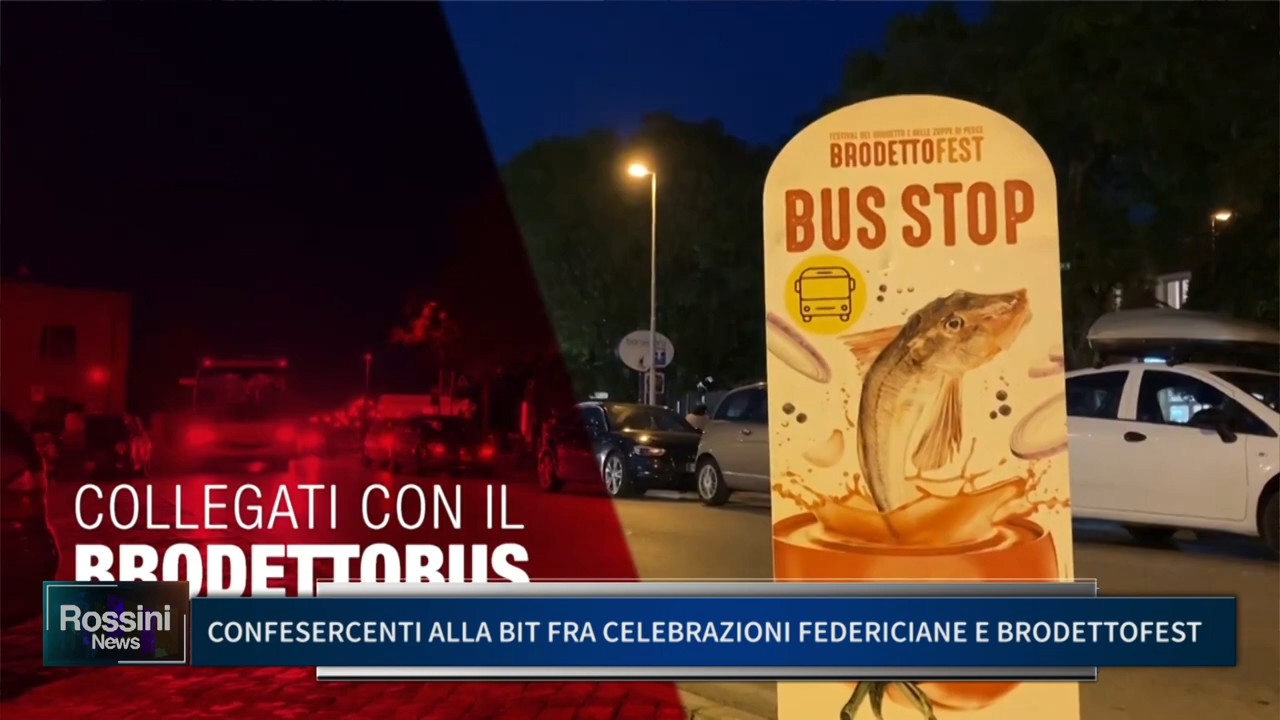 FESTIVAL DEL BRODETTO E DELLE ZUPPE DI PESCE
BRODETTOFEST
BUS STOP
COLLEGATI CON IL
BRODETTOBUS
Rossini
News
CONFESERCENTI ALLA BIT FRA CELEBRAZIONI FEDERICIANE E BRODETTOFEST